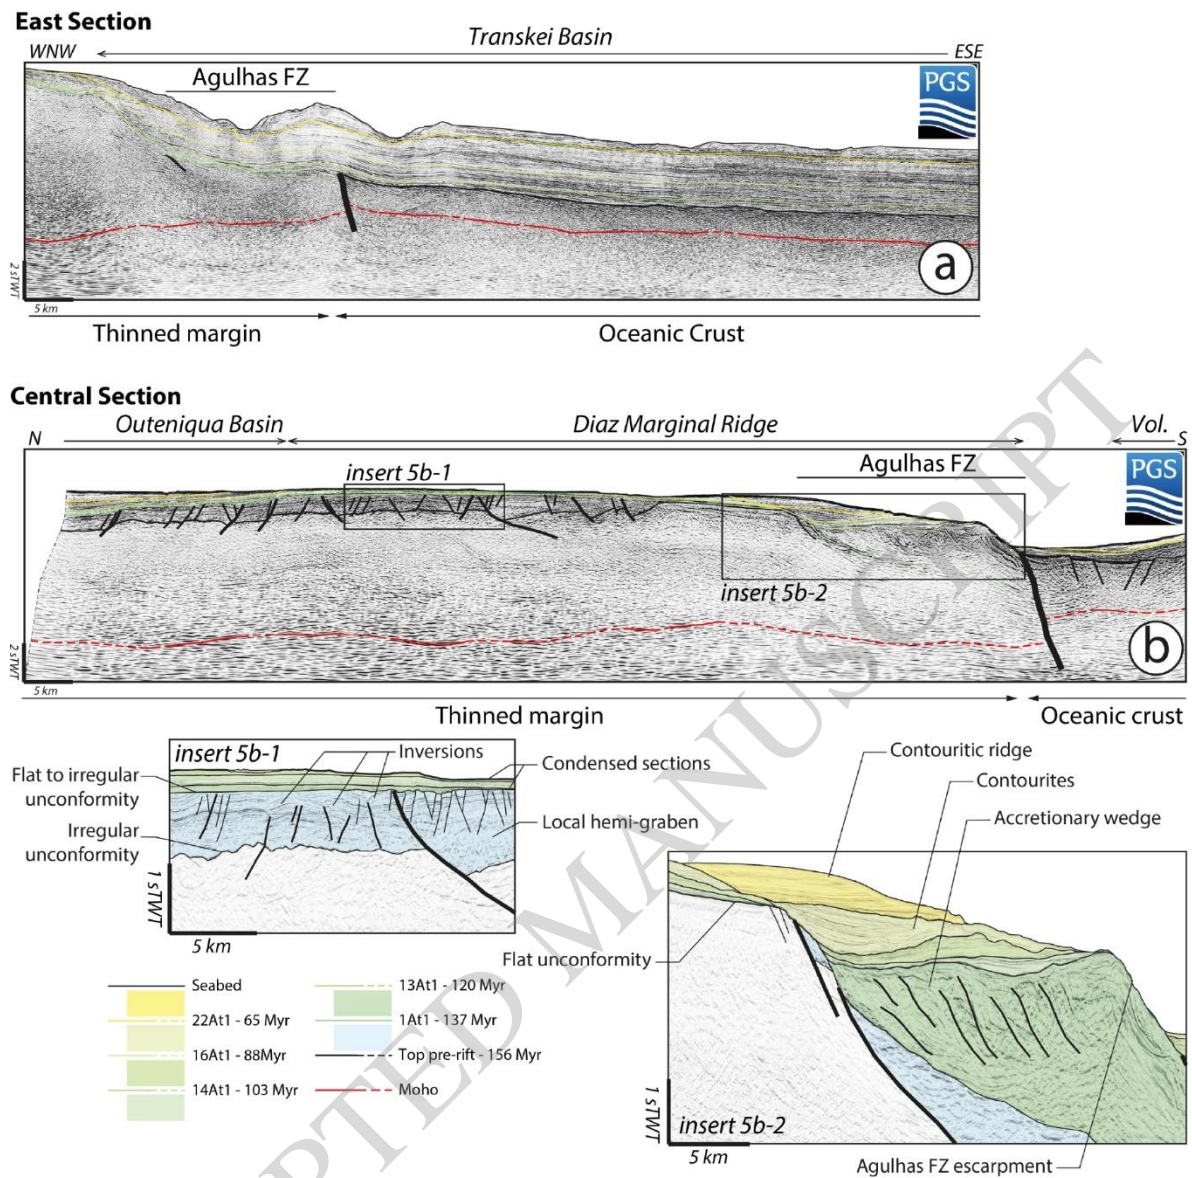 East Section
WNW
Transkei Basin
ESE
Agulhas FZ
PGS
a
2 sTWT
5 km
Thinned margin
Oceanic Crust
Central Section
N
Outeniqua Basin
Diaz Marginal Ridge
Vol.
S
insert 5b-1
Agulhas FZ
PGS
insert 5b-2
b
2 sTWT
5 km
Thinned margin
Oceanic crust
insert 5b-1
Inversions
Flat to irregular
unconformity
Condensed sections
Irregular
unconformity
Local hemi-graben
1 sTWT
5 km
Contouritic ridge
Contourites
Accretionary wedge
Flat unconformity
1 sTWT
insert 5b-2
5 km
Agulhas FZ escarpment
Seabed
22At1 - 65 Myr
16At1 - 88Myr
14At1 - 103 Myr
13At1 - 120 Myr
1At1 - 137 Myr
Top pre-rift - 156 Myr
Moho
PTED MANUSCRIPT